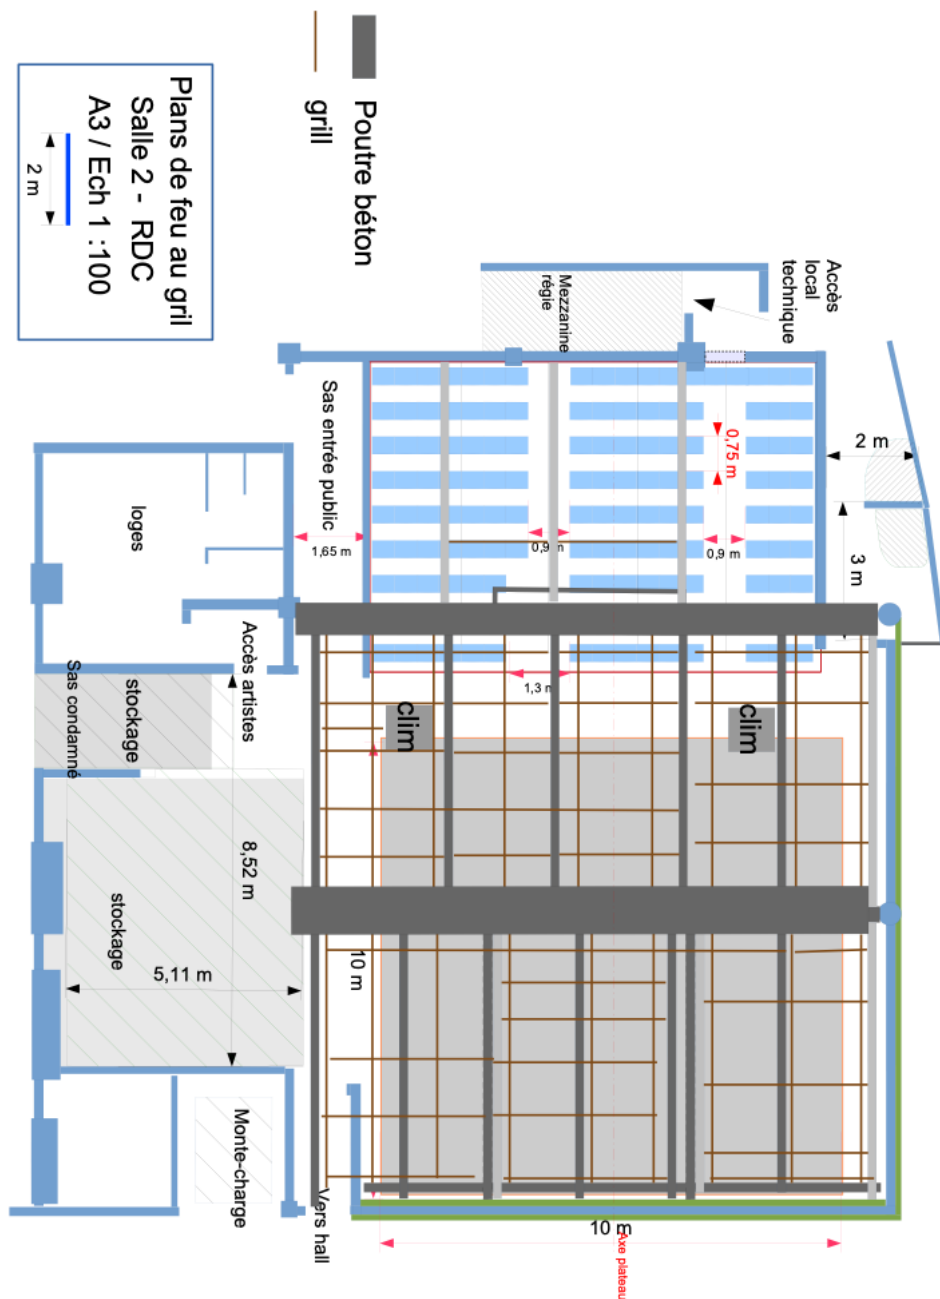 Poutre béton
grill
Plans de feu au gril
Salle 2 - RDC
A3 / Ech 1 :100
2 m
Accès
local
technique
Mezzanine
régie
Sas entrée public
2 m
0,75 m
3 m
loges
1,65 m
0,9 m
0,9 m
Accès artistes
Sas condamné
stockage
1,3 m
clim
clim
8,52 m
stockage
5,11 m
10 m
Monte-charge
Vers hall
10 m
Axe plateau